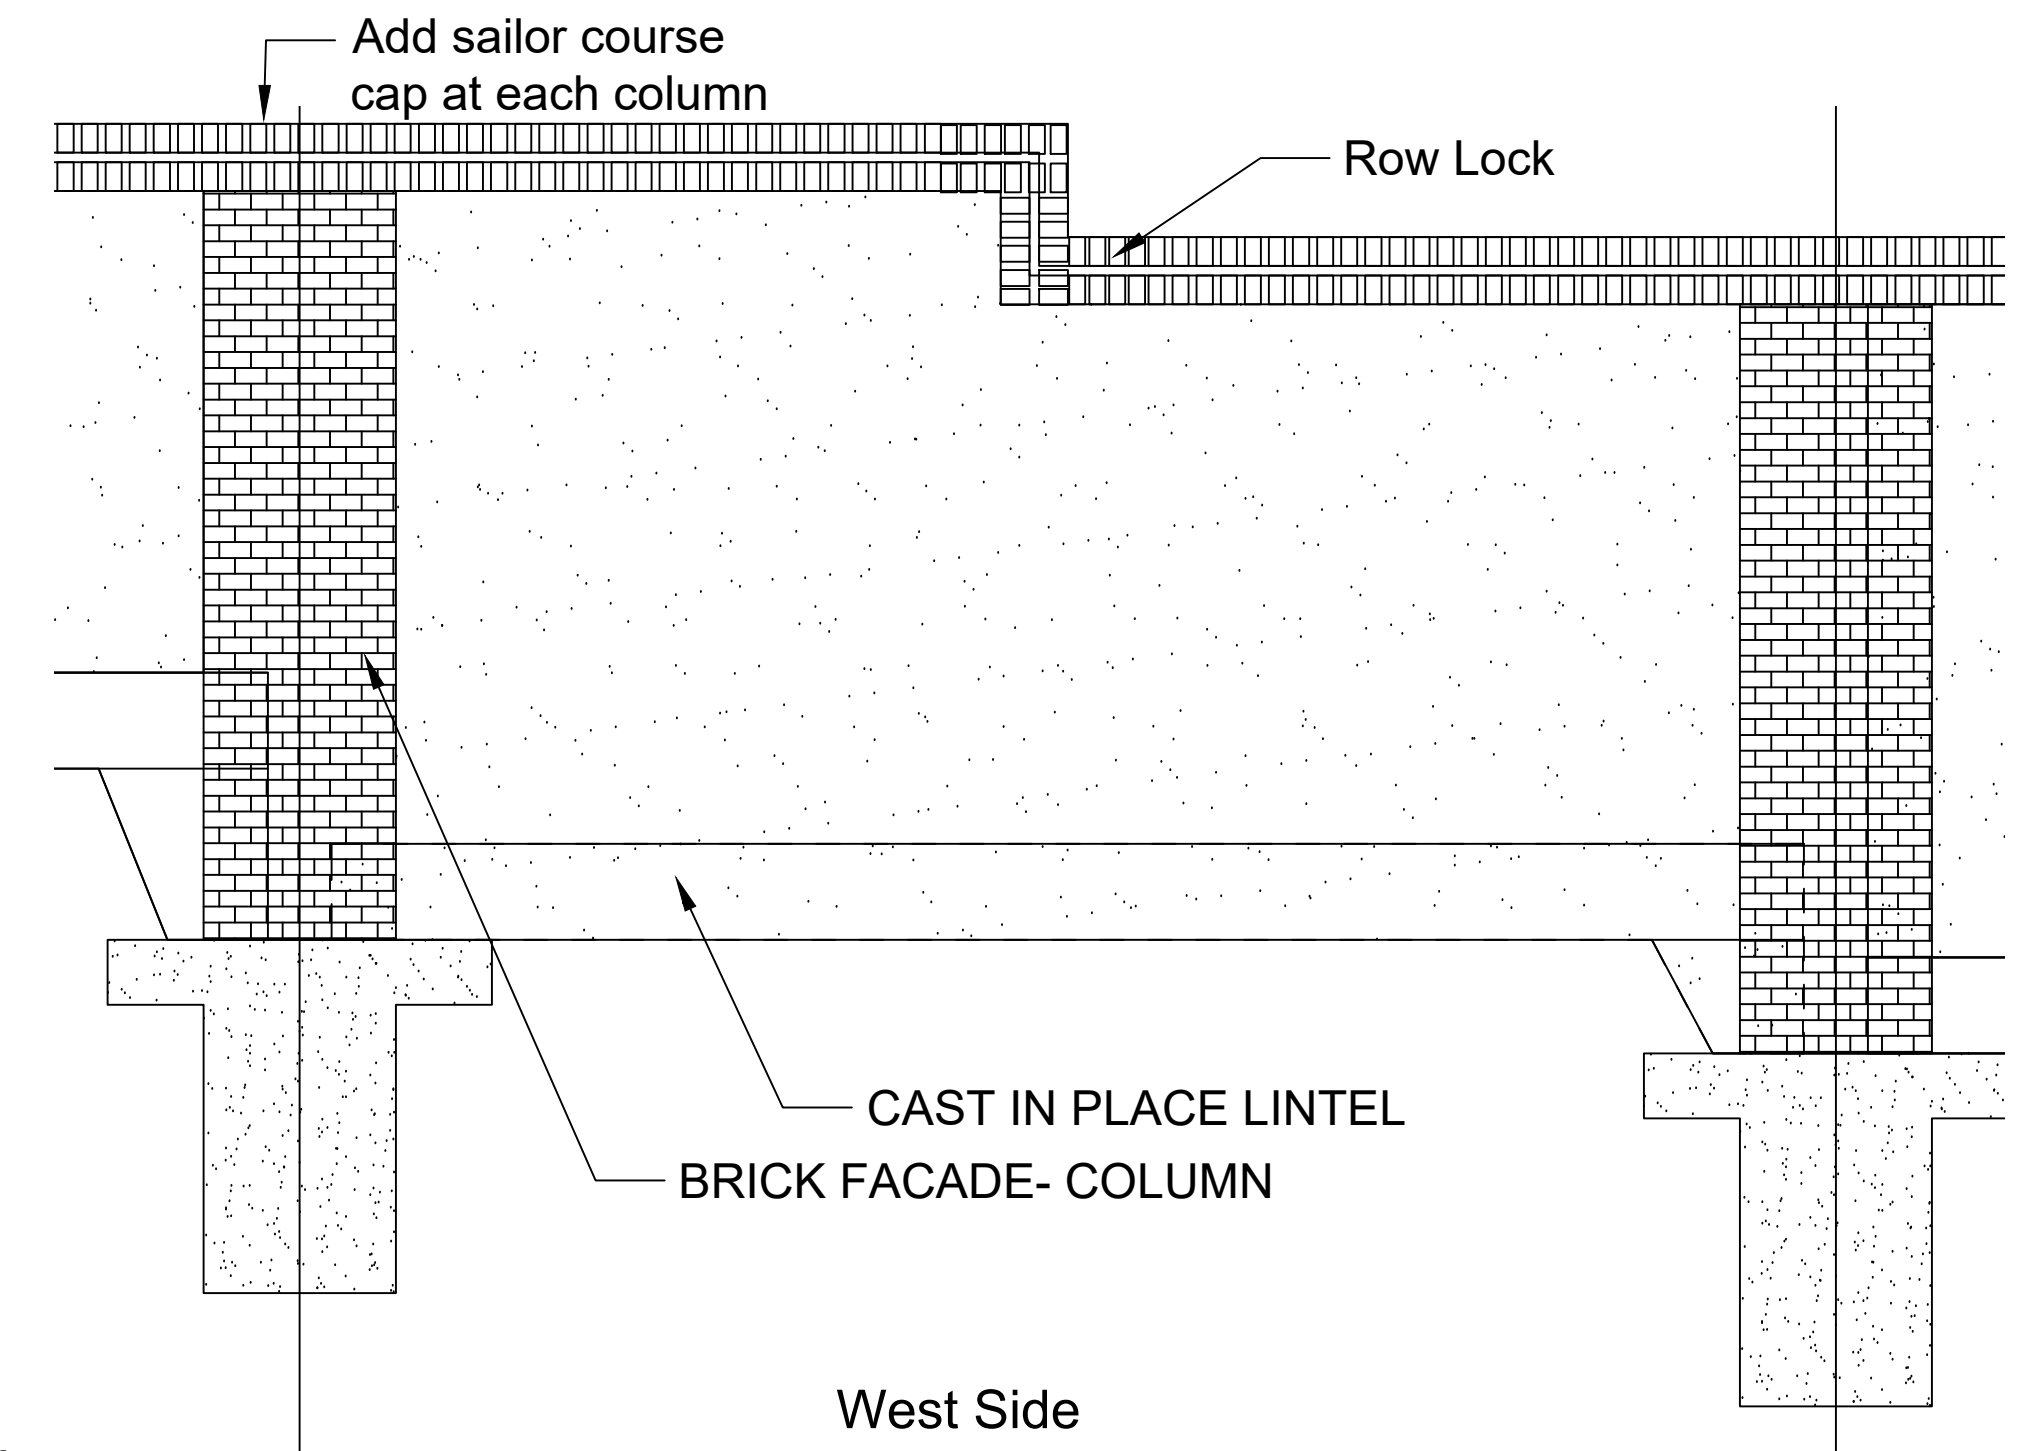 Add sailor course
cap at each column
Row Lock
CAST IN PLACE LINTEL
BRICK FACADE- COLUMN
West Side